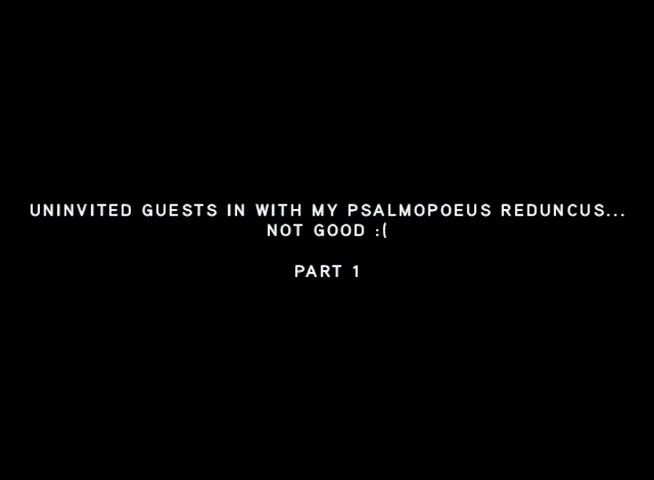 UNINVITED GUESTS IN WITH MY PSALMOPOEUS REDUNCUS...
NOT GOOD :(
PART 1